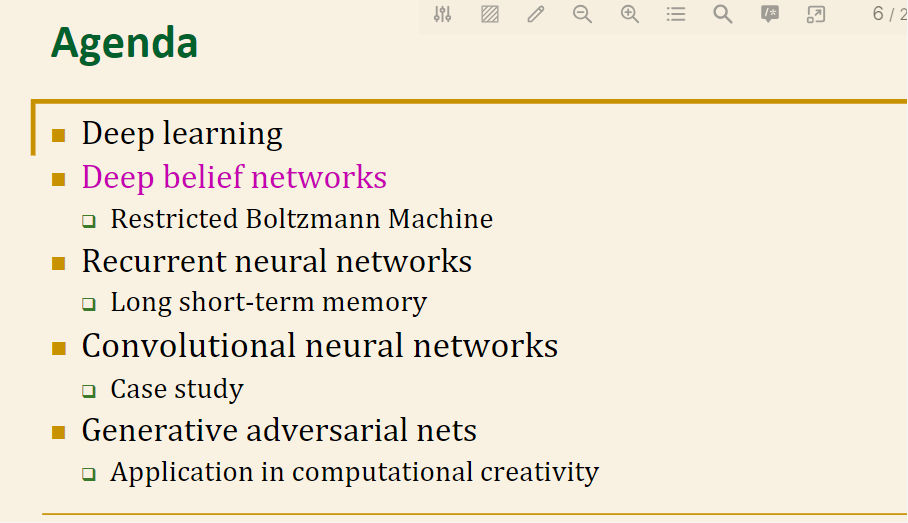 6 / 2
Agenda
Deep learning
Deep belief networks
Restricted Boltzmann Machine
Recurrent neural networks
Long short-term memory
Convolutional neural networks
Case study
Generative adversarial nets
Application in computational creativity